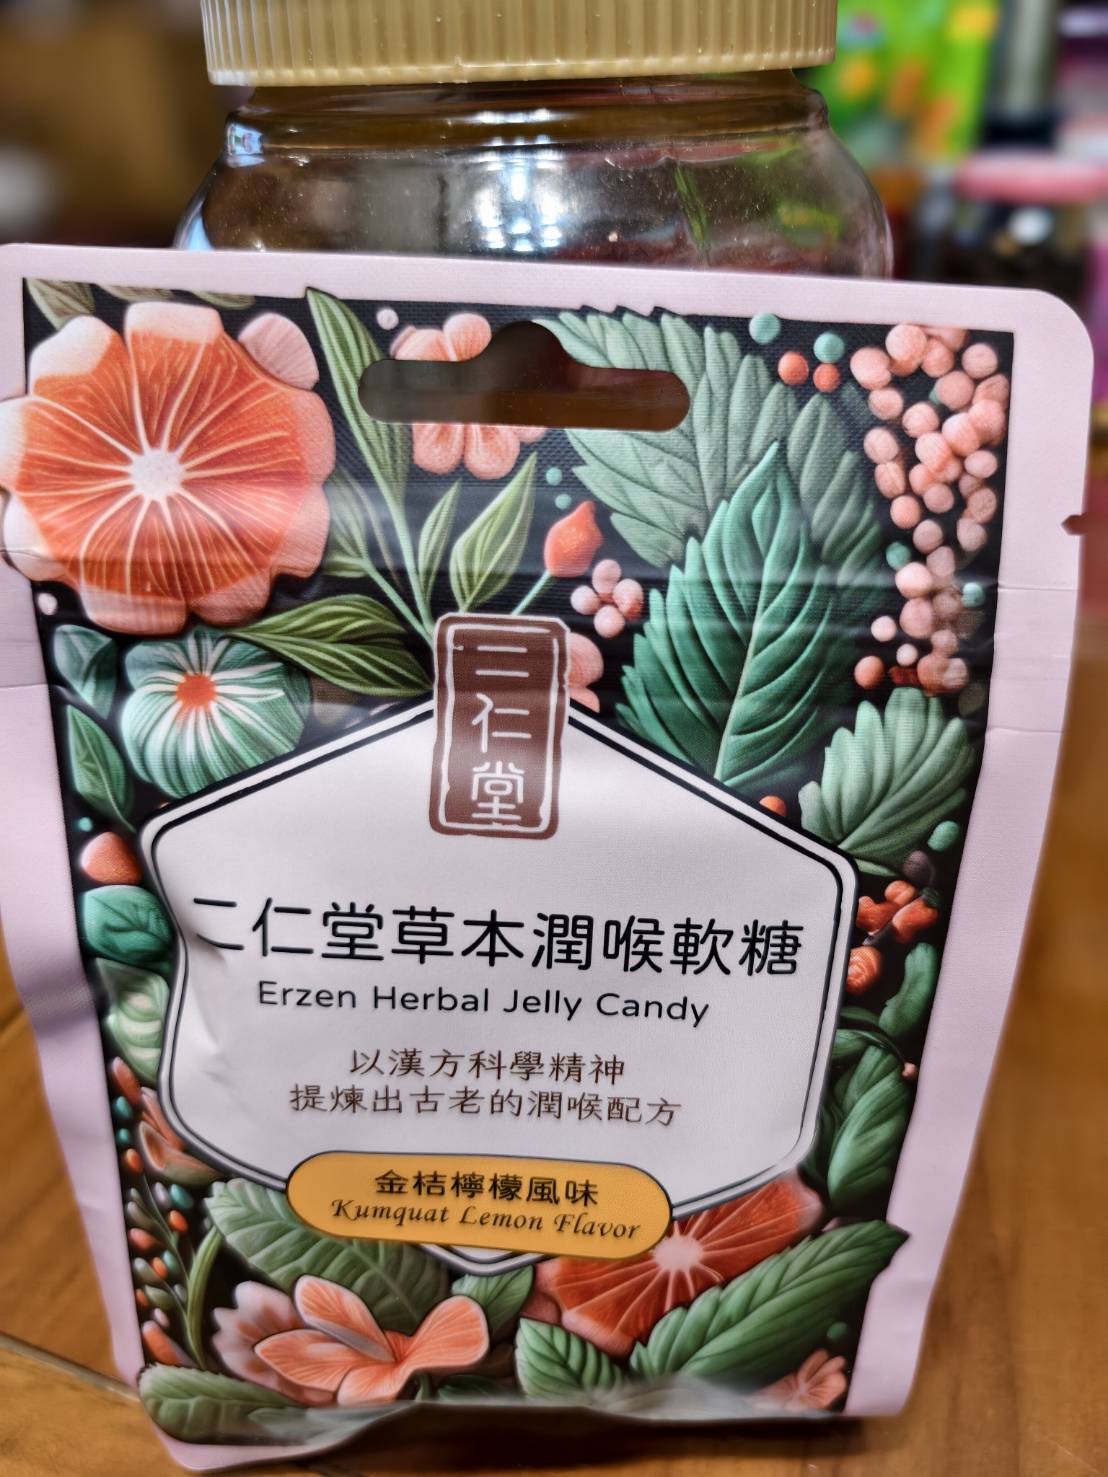 二仁堂
二仁堂草本潤喉軟糖
Erzen Herbal Jelly Candy
以漢方科學精神
提煉出古老的潤喉配方
金桔檸檬風味
Kumquat Lemon Flavor